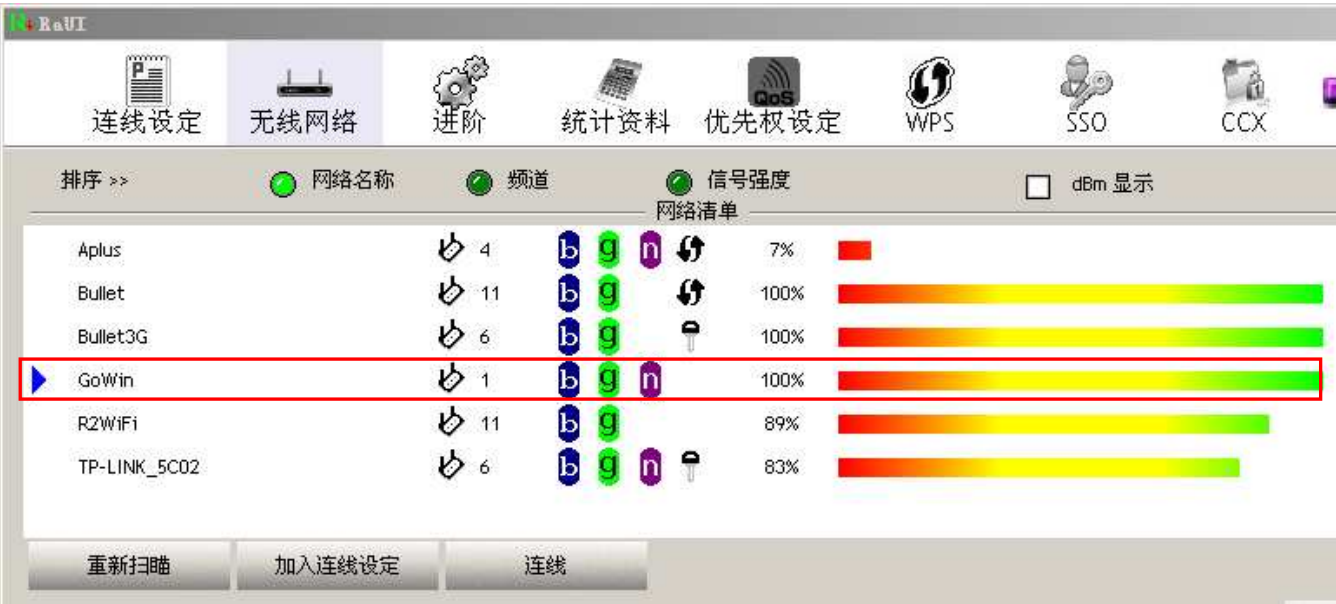 RaUI
连线设定 无线网络 进阶 统计资料 优先权设定 WPS SSO CCX
P
QoS
排序 >> 网络名称 频道 信号强度 dBm 显示
网络清单
Aplus 4 b g n 7%
Bullet 11 b g 100%
Bullet3G 6 b g 100%
GoWin 1 b g n 100%
R2WiFi 11 b g 89%
TP-LINK_5C02 6 b g n 83%
重新扫瞄 加入连线设定 连线